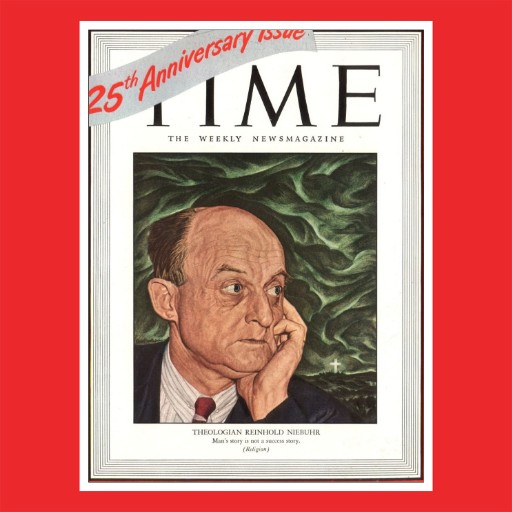 25th Anniversary Issue
TIME
THE WEEKLY NEWSMAGAZINE
THEOLOGIAN REINHOLD NIEBUHR
Man's story is not a success story.
(Religion)